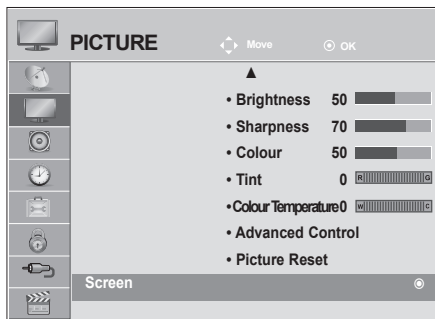 PICTURE Move OK
• Brightness 50
• Sharpness 70
• Colour 50
• Tint 0 R G
• Colour Temperature 0 W C
• Advanced Control
• Picture Reset
Screen